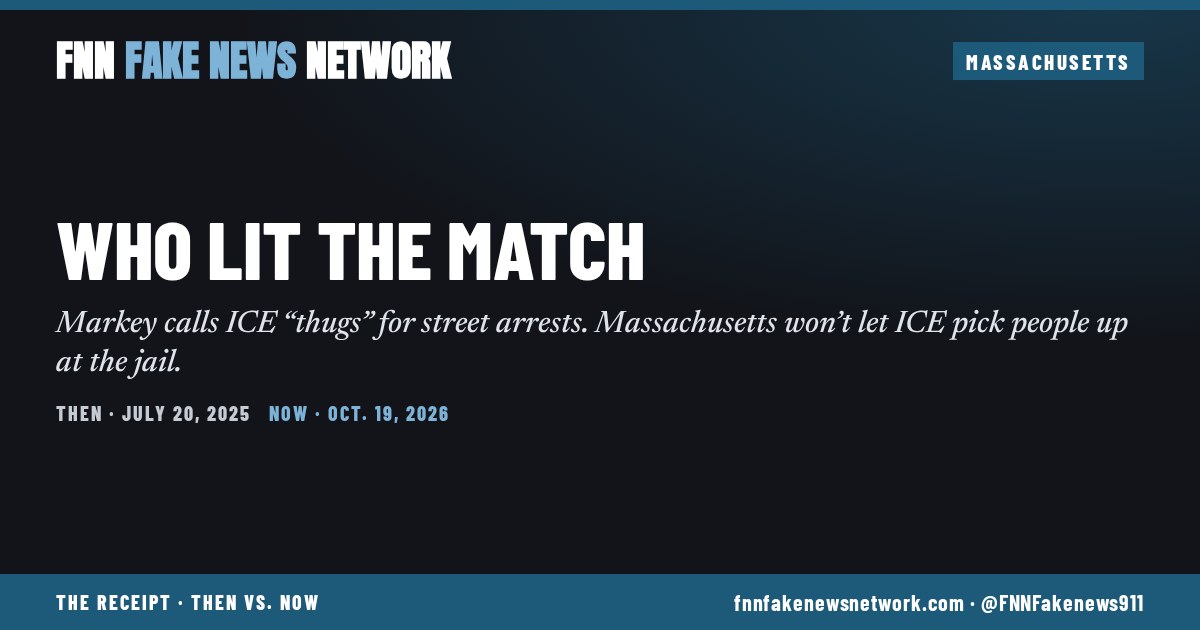 FNN FAKE NEWS NETWORK
MASSACHUSETTS
WHO LIT THE MATCH
Markey calls ICE “thugs” for street arrests. Massachusetts won’t let ICE pick people up
at the jail.
THEN · JULY 20, 2025 NOW · OCT. 19, 2026
THE RECEIPT · THEN VS. NOW
fnnfakenewsnetwork.com · @FNNFakenews911